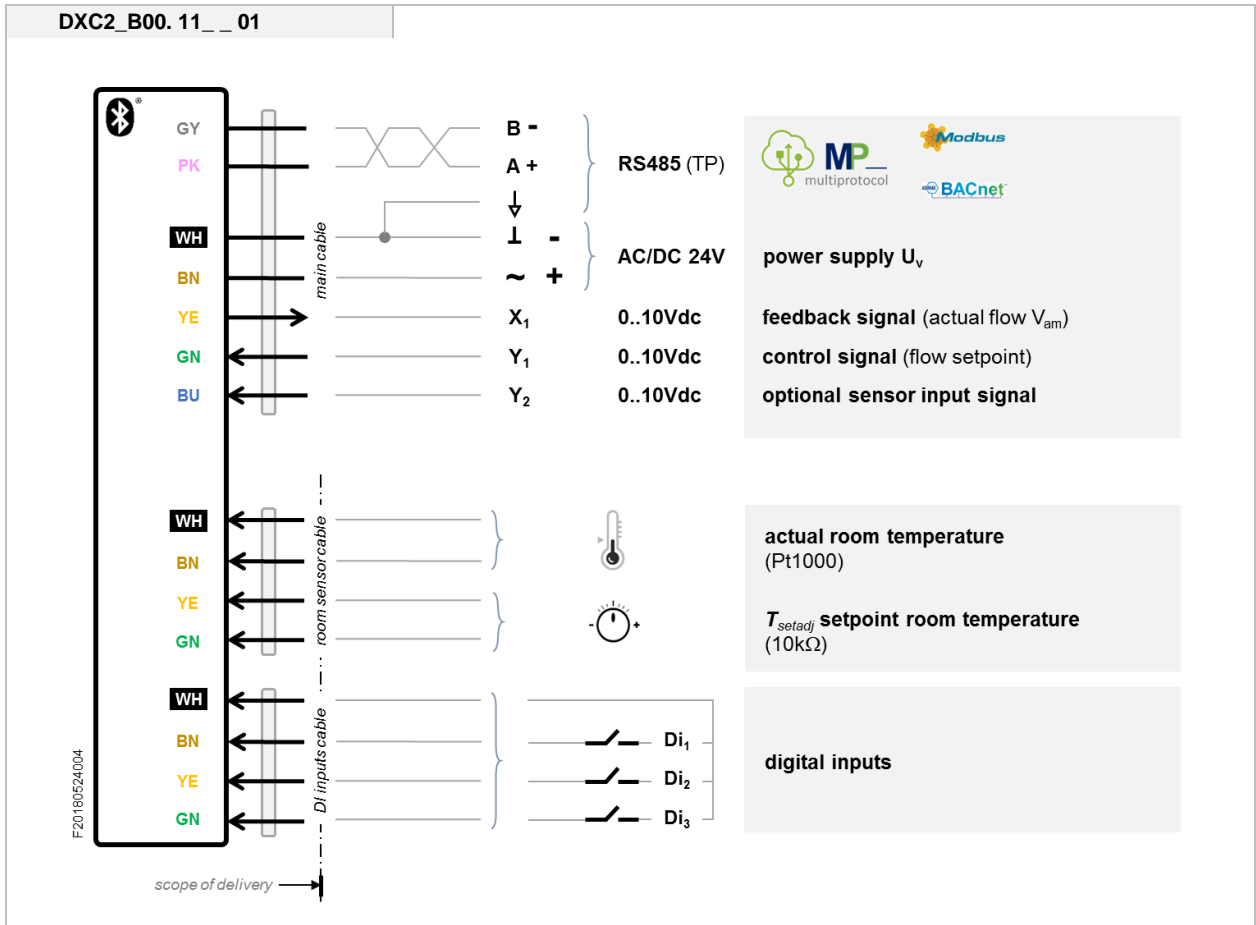 DXC2_B00. 11_ _ 01
®
GY
B -
PK
A +
RS485 (TP)
MP_
multiprotocol
Modbus
ASHRAE BACnet™
WH
⊥ -
BN
~ +
AC/DC 24V
power supply Uv
main cable
YE
X1
0..10Vdc
feedback signal (actual flow Vam)
GN
Y1
0..10Vdc
control signal (flow setpoint)
BU
Y2
0..10Vdc
optional sensor input signal
WH
BN
YE
GN
room sensor cable
actual room temperature
(Pt1000)
- +
Tsetadj setpoint room temperature
(10kΩ)
WH
BN
Di1
YE
Di2
GN
Di3
DI inputs cable
digital inputs
F20180524004
scope of delivery